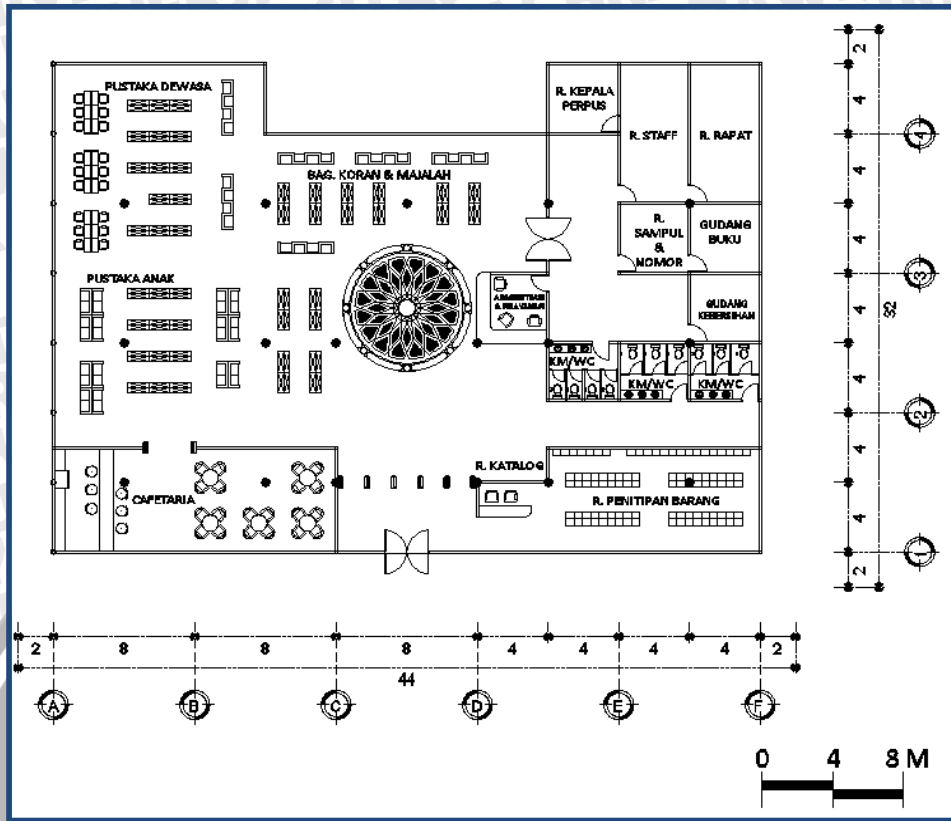 PUSTAKA DEWASA
R. KEPALA
PERPUS
R. STAFF
R. RAPAT
BAG. KORAN & MAJALAH
R.
SAMPUL
&
NOMOR
GUDANG
BUKU
PUSTAKA ANAK
ADMINISTRASI
& PELAYANAN
GUDANG
KEBERSIHAN
KM/WC
KM/WC
KM/WC
R. KATALOG
CAFETARIA
R. PENITIPAN BARANG
2
4
4
4
4
4
4
4
2
32
4
3
2
1
2
8
8
8
4
4
4
4
2
44
A
B
C
D
E
F
0 4 8 M